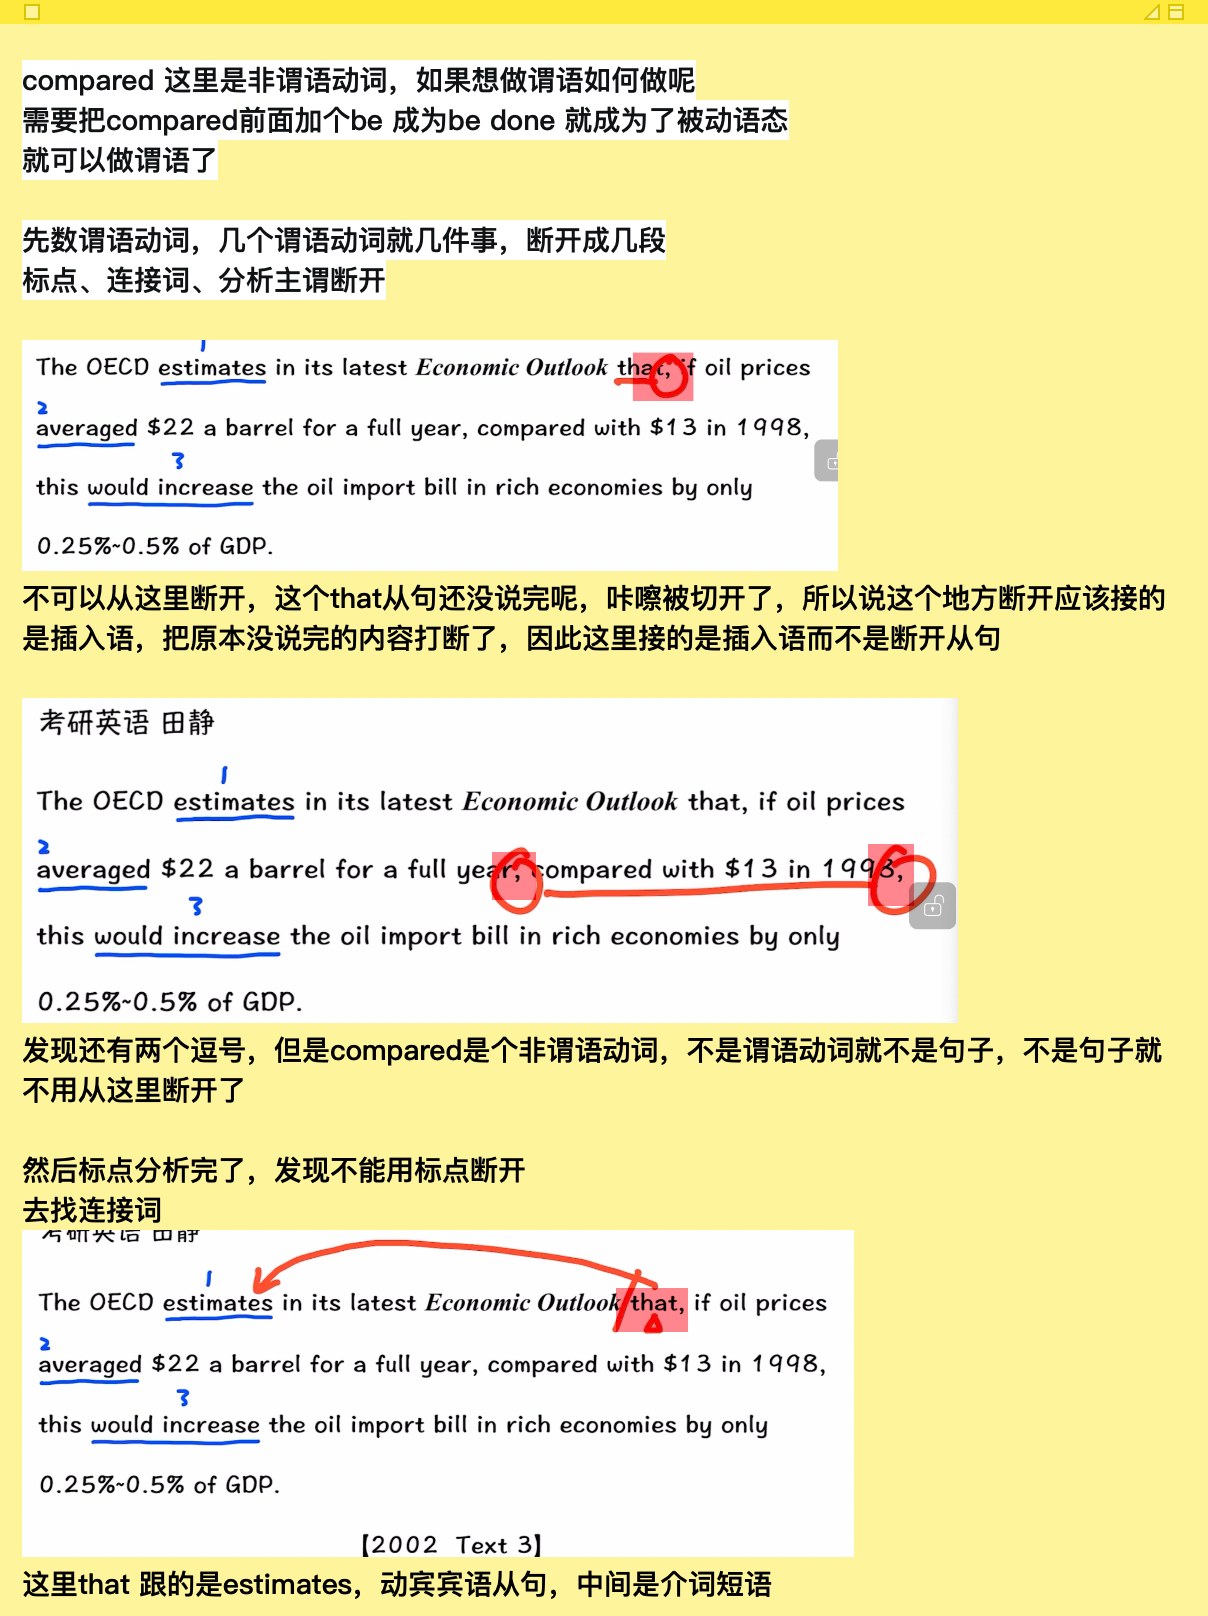 compared 这里是非谓语动词，如果想做谓语如何做呢
需要把compared前面加个be 成为be done 就成为了被动语态
就可以做谓语了
先数谓语动词，几个谓语动词就几件事，断开成几段
标点、连接词、分析主谓断开
1
The OECD estimates in its latest Economic Outlook that, if oil prices
2
averaged $22 a barrel for a full year, compared with $13 in 1998,
3
this would increase the oil import bill in rich economies by only
0.25%~0.5% of GDP.
不可以从这里断开，这个that从句还没说完呢，咔嚓被切开了，所以说这个地方断开应该接的
是插入语，把原本没说完的内容打断了，因此这里接的是插入语而不是断开从句
考研英语 田静
1
The OECD estimates in its latest Economic Outlook that, if oil prices
2
averaged $22 a barrel for a full year, compared with $13 in 1998,
3
this would increase the oil import bill in rich economies by only
0.25%~0.5% of GDP.
发现还有两个逗号，但是compared是个非谓语动词，不是谓语动词就不是句子，不是句子就
不用从这里断开了
然后标点分析完了，发现不能用标点断开
去找连接词
考研英语 田静
1
The OECD estimates in its latest Economic Outlook that, if oil prices
2
averaged $22 a barrel for a full year, compared with $13 in 1998,
3
this would increase the oil import bill in rich economies by only
0.25%~0.5% of GDP.
【2002 Text 3】
这里that 跟的是estimates，动宾宾语从句，中间是介词短语